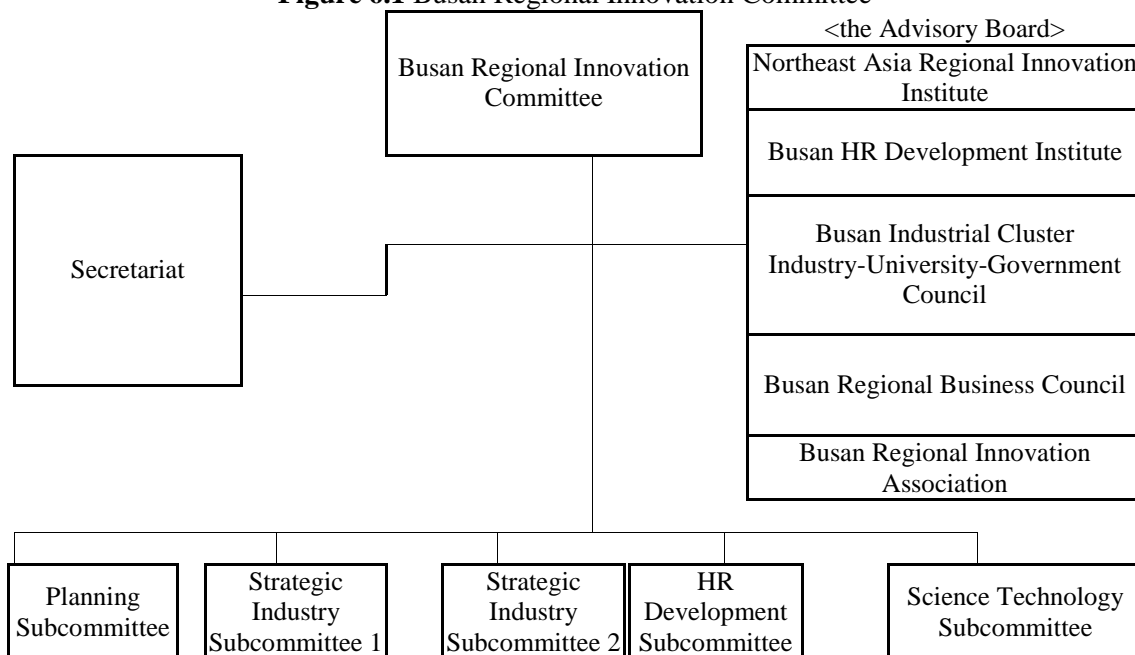 Figure 6.1 Busan Regional Innovation Committee
<the Advisory Board>
Busan Regional Innovation
Committee
Northeast Asia Regional Innovation
Institute
Busan HR Development Institute
Secretariat
Busan Industrial Cluster
Industry-University-Government
Council
Busan Regional Business Council
Busan Regional Innovation
Association
Planning
Subcommittee
Strategic
Industry
Subcommittee 1
Strategic
Industry
Subcommittee 2
HR
Development
Subcommittee
Science Technology
Subcommittee